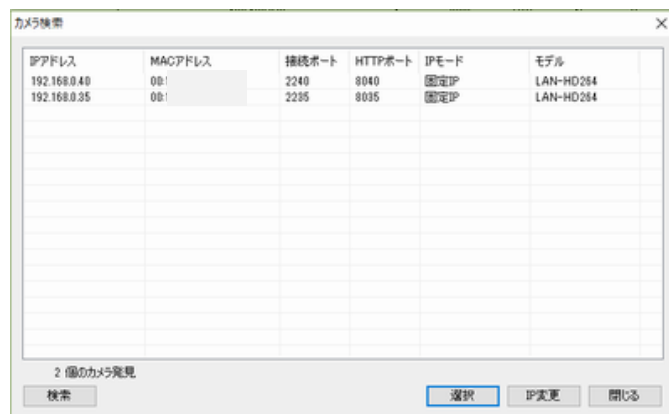 カメラ検索
IPアドレス MACアドレス 接続ポート HTTPポート IPモード モデル
192.168.0.40 00: 2240 8040 固定IP LAN-HD264
192.168.0.35 00: 2235 8035 固定IP LAN-HD264
2 個のカメラ発見
検索 選択 IP変更 閉じる